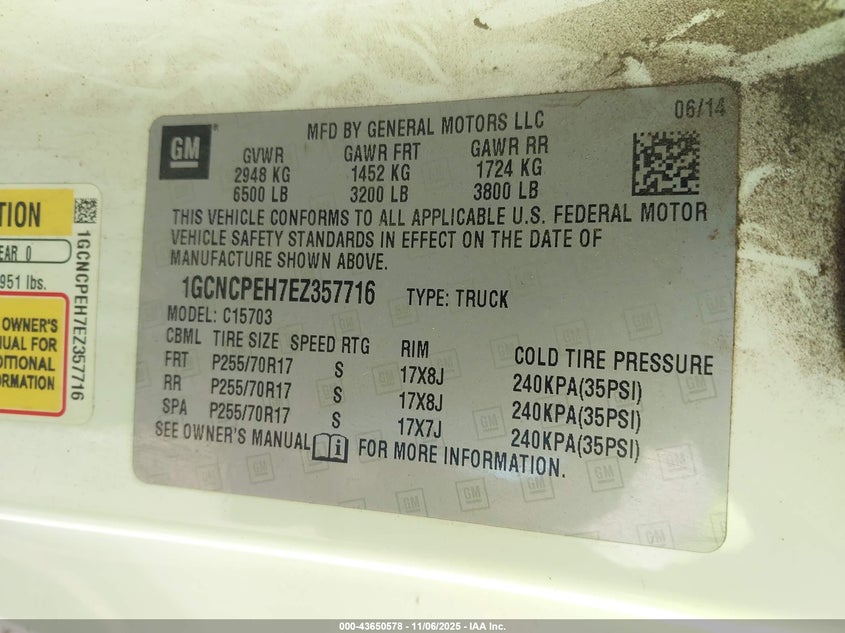 06/14
GM
MFD BY GENERAL MOTORS LLC
GVWR GAWR FRT GAWR RR
2948 KG 1452 KG 1724 KG
6500 LB 3200 LB 3800 LB
THIS VEHICLE CONFORMS TO ALL APPLICABLE U.S. FEDERAL MOTOR
VEHICLE SAFETY STANDARDS IN EFFECT ON THE DATE OF
MANUFACTURE SHOWN ABOVE.
1GCNCPEH7EZ357716 TYPE: TRUCK
MODEL: C15703
CBML TIRE SIZE SPEED RTG RIM COLD TIRE PRESSURE
FRT P255/70R17 S 17X8J 240KPA(35PSI)
RR P255/70R17 S 17X8J 240KPA(35PSI)
SPA P255/70R17 S 17X7J 240KPA(35PSI)
SEE OWNER'S MANUAL FOR MORE INFORMATION.
TION
EAR 0
951 lbs.
OWNER'S
UAL FOR
DITIONAL
ORMATION
1GCNCPEH7EZ357716
000-43650578 - 11/06/2025 - IAA Inc.